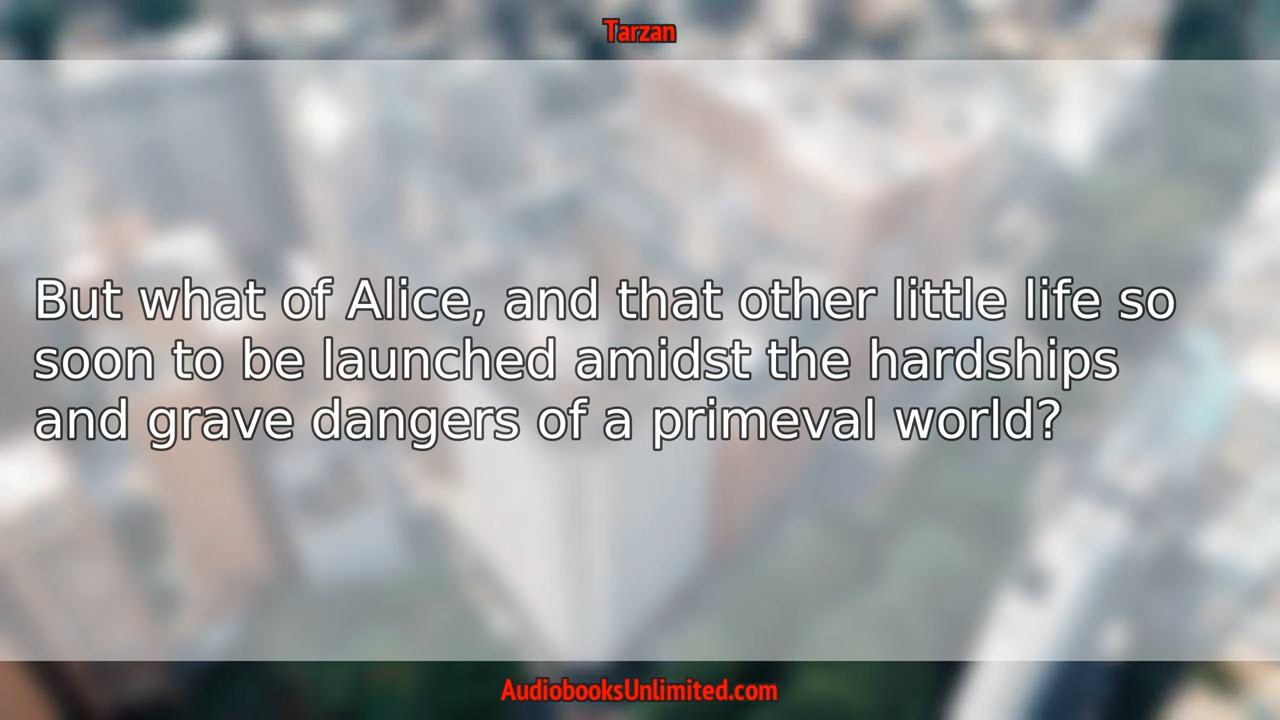 Tarzan
But what of Alice, and that other little life so
soon to be launched amidst the hardships
and grave dangers of a primeval world?
AudiobooksUnlimited.com